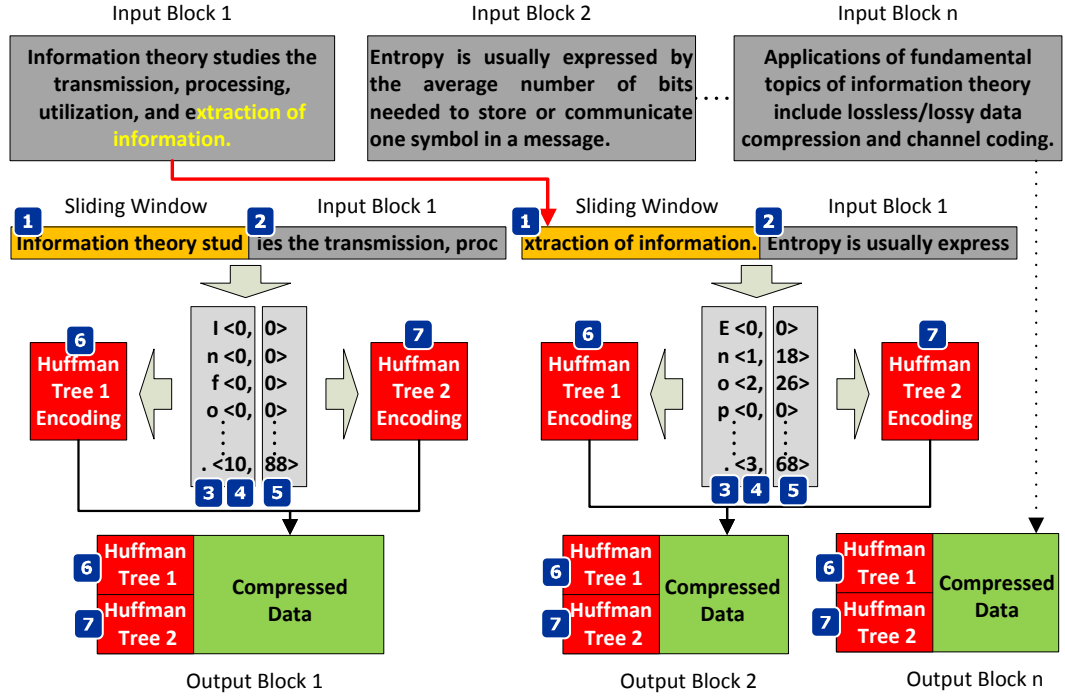 Input Block 1
Input Block 2
Input Block n
Information theory studies the
transmission, processing,
utilization, and extraction of
information.
Entropy is usually expressed by
the average number of bits
needed to store or communicate
one symbol in a message.
Applications of fundamental
topics of information theory
include lossless/lossy data
compression and channel coding.
1
Sliding Window
2
Input Block 1
Information theory stud
ies the transmission, proc
1
Sliding Window
2
Input Block 1
xtraction of information.
Entropy is usually express
6
Huffman
Tree 1
Encoding
I <0, 0>
n <0, 0>
f <0, 0>
o <0, 0>
. <10, 88>
3
4
5
7
Huffman
Tree 2
Encoding
6
Huffman
Tree 1
Encoding
E <0, 0>
n <1, 18>
o <2, 26>
p <0, 0>
. <3, 68>
3
4
5
7
Huffman
Tree 2
Encoding
6
Huffman
Tree 1
7
Huffman
Tree 2
Compressed
Data
Output Block 1
6
Huffman
Tree 1
7
Huffman
Tree 2
Compressed
Data
Output Block 2
6
Huffman
Tree 1
7
Huffman
Tree 2
Compressed
Data
Output Block n